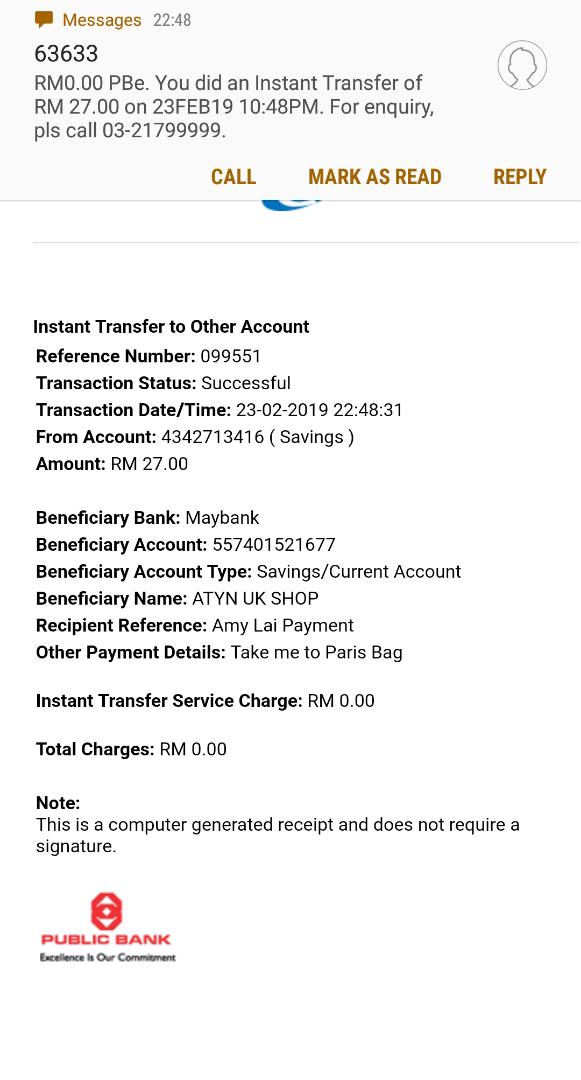 Messages 22:48
63633
RM0.00 PBe. You did an Instant Transfer of
RM 27.00 on 23FEB19 10:48PM. For enquiry,
pls call 03-21799999.
CALL MARK AS READ REPLY
Instant Transfer to Other Account
Reference Number: 099551
Transaction Status: Successful
Transaction Date/Time: 23-02-2019 22:48:31
From Account: 4342713416 ( Savings )
Amount: RM 27.00
Beneficiary Bank: Maybank
Beneficiary Account: 557401521677
Beneficiary Account Type: Savings/Current Account
Beneficiary Name: ATYN UK SHOP
Recipient Reference: Amy Lai Payment
Other Payment Details: Take me to Paris Bag
Instant Transfer Service Charge: RM 0.00
Total Charges: RM 0.00
Note:
This is a computer generated receipt and does not require a
signature.
PUBLIC BANK
Excellence Is Our Commitment